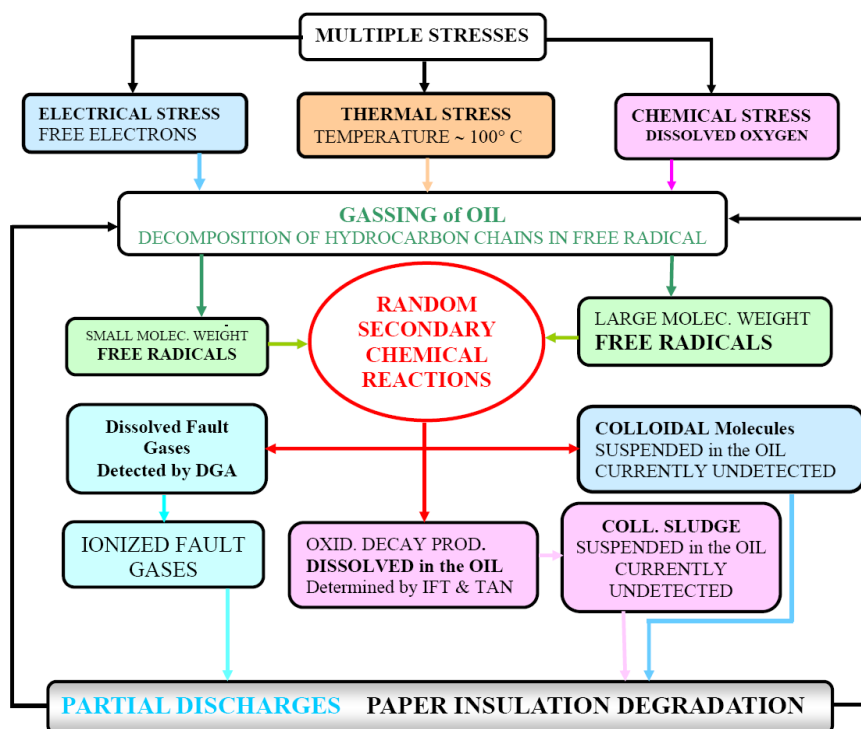 MULTIPLE STRESSES
ELECTRICAL STRESS
FREE ELECTRONS
THERMAL STRESS
TEMPERATURE ~ 100° C
CHEMICAL STRESS
DISSOLVED OXYGEN
GASSING of OIL
DECOMPOSITION OF HYDROCARBON CHAINS IN FREE RADICAL
SMALL MOLEC. WEIGHT
FREE RADICALS
RANDOM
SECONDARY
CHEMICAL
REACTIONS
LARGE MOLEC. WEIGHT
FREE RADICALS
Dissolved Fault
Gases
Detected by DGA
COLLOIDAL Molecules
SUSPENDED in the OIL
CURRENTLY UNDETECTED
IONIZED FAULT
GASES
OXID. DECAY PROD.
DISSOLVED in the OIL
Determined by IFT & TAN
COLL. SLUDGE
SUSPENDED in the OIL
CURRENTLY
UNDETECTED
PARTIAL DISCHARGES PAPER INSULATION DEGRADATION